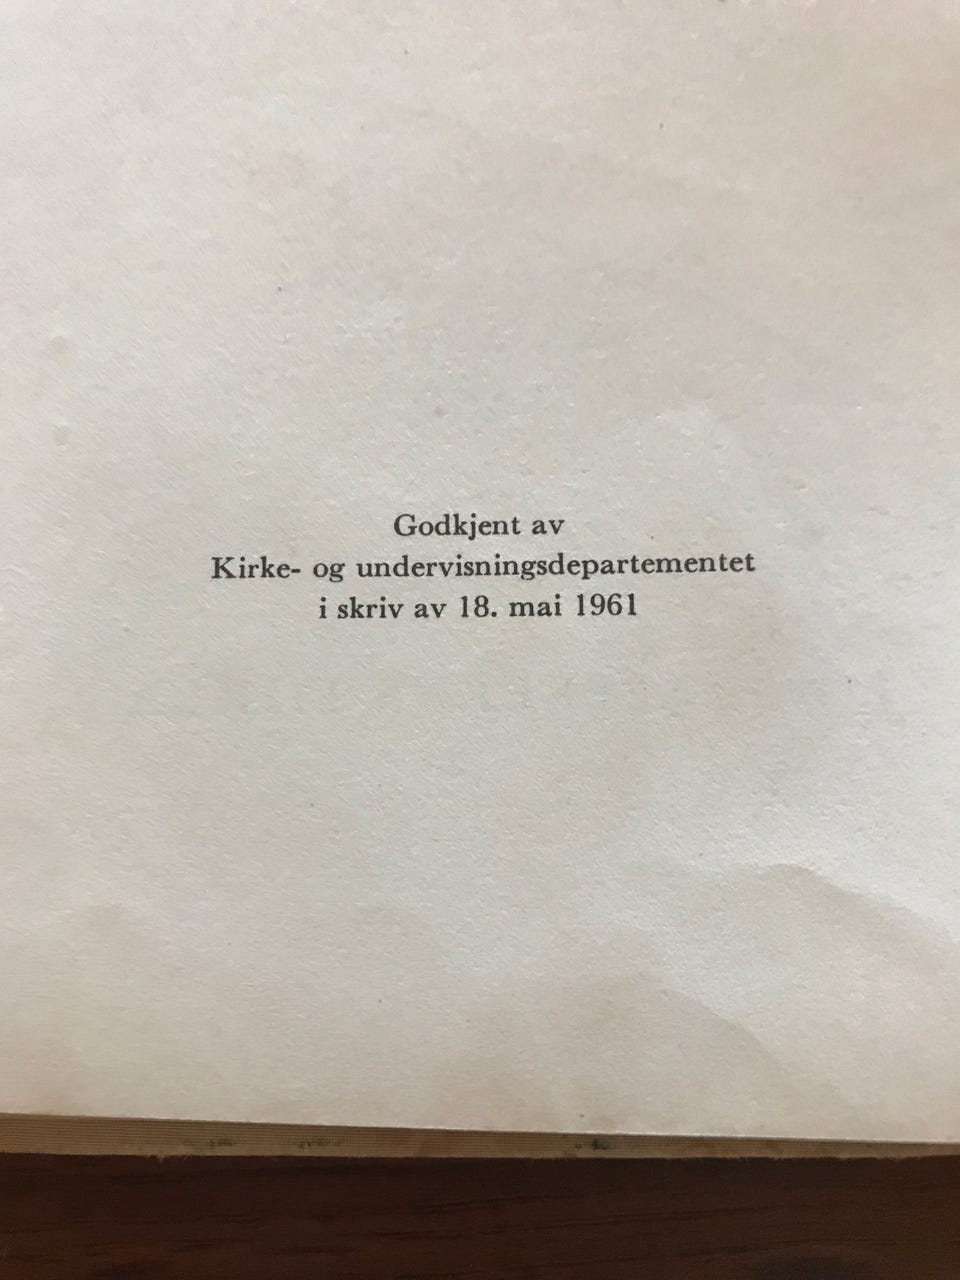 Godkjent av
Kirke- og undervisningsdepartementet
i skriv av 18. mai 1961